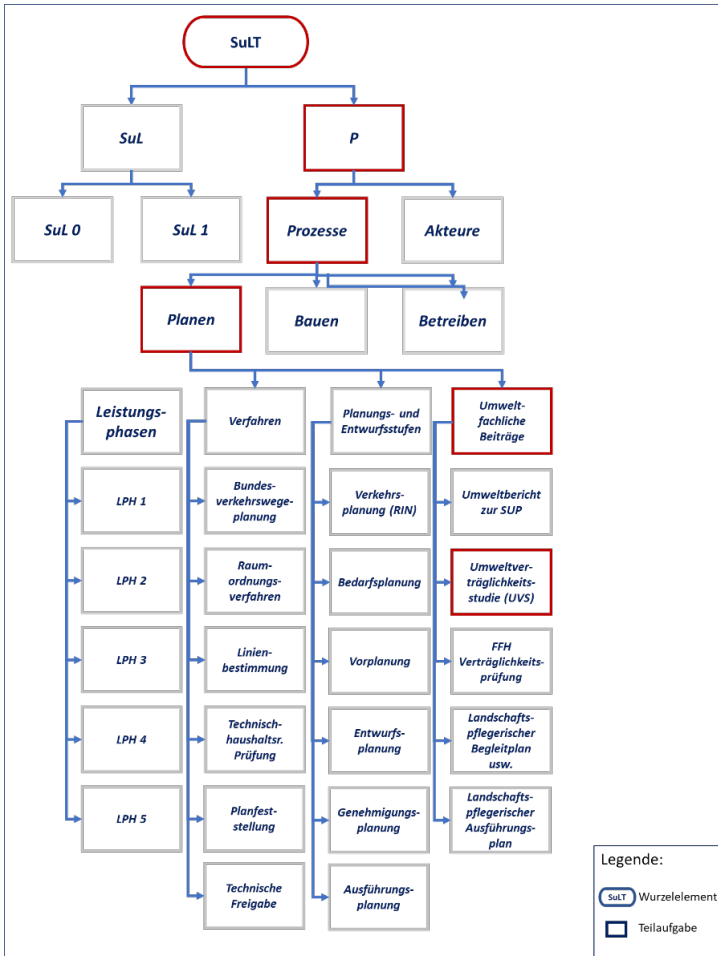 SuLT
SuL
P
SuL 0
SuL 1
Prozesse
Akteure
Planen
Bauen
Betreiben
Leistungs-
phasen
Verfahren
Planungs- und
Entwurfsstufen
Umwelt-
fachliche
Beiträge
LPH 1
Bundes-
verkehrswege-
planung
Verkehrs-
planung (RIN)
Umweltbericht
zur SUP
LPH 2
Raum-
ordnungs-
verfahren
Bedarfsplanung
Umweltver-
träglichkeits-
studie (UVS)
LPH 3
Linien-
bestimmung
Vorplanung
FFH
Verträglichkeits-
prüfung
LPH 4
Technisch-
haushaltsr.
Prüfung
Entwurfs-
planung
Landschafts-
pflegerischer
Begleitplan
usw.
LPH 5
Planfest-
stellung
Genehmigungs-
planung
Landschafts-
pflegerischer
Ausführungs-
plan
Technische
Freigabe
Ausführungs-
planung
Legende:
SuLT Wurzelelement
Teilaufgabe